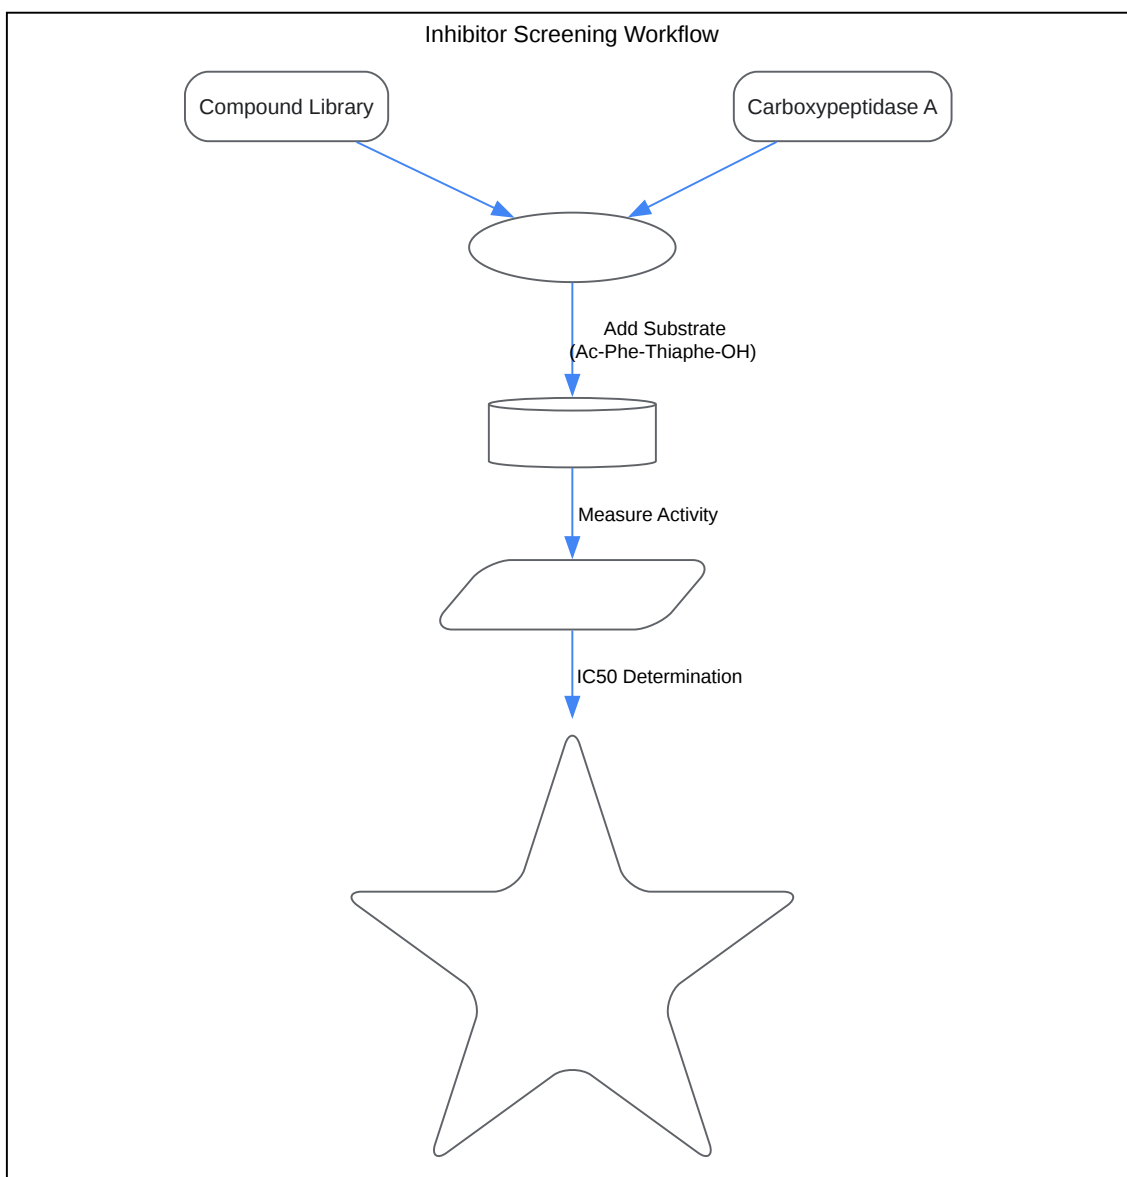 Inhibitor Screening Workflow
Compound Library
Carboxypeptidase A
Add Substrate
(Ac-Phe-Thiaphe-OH)
Measure Activity
IC50 Determination